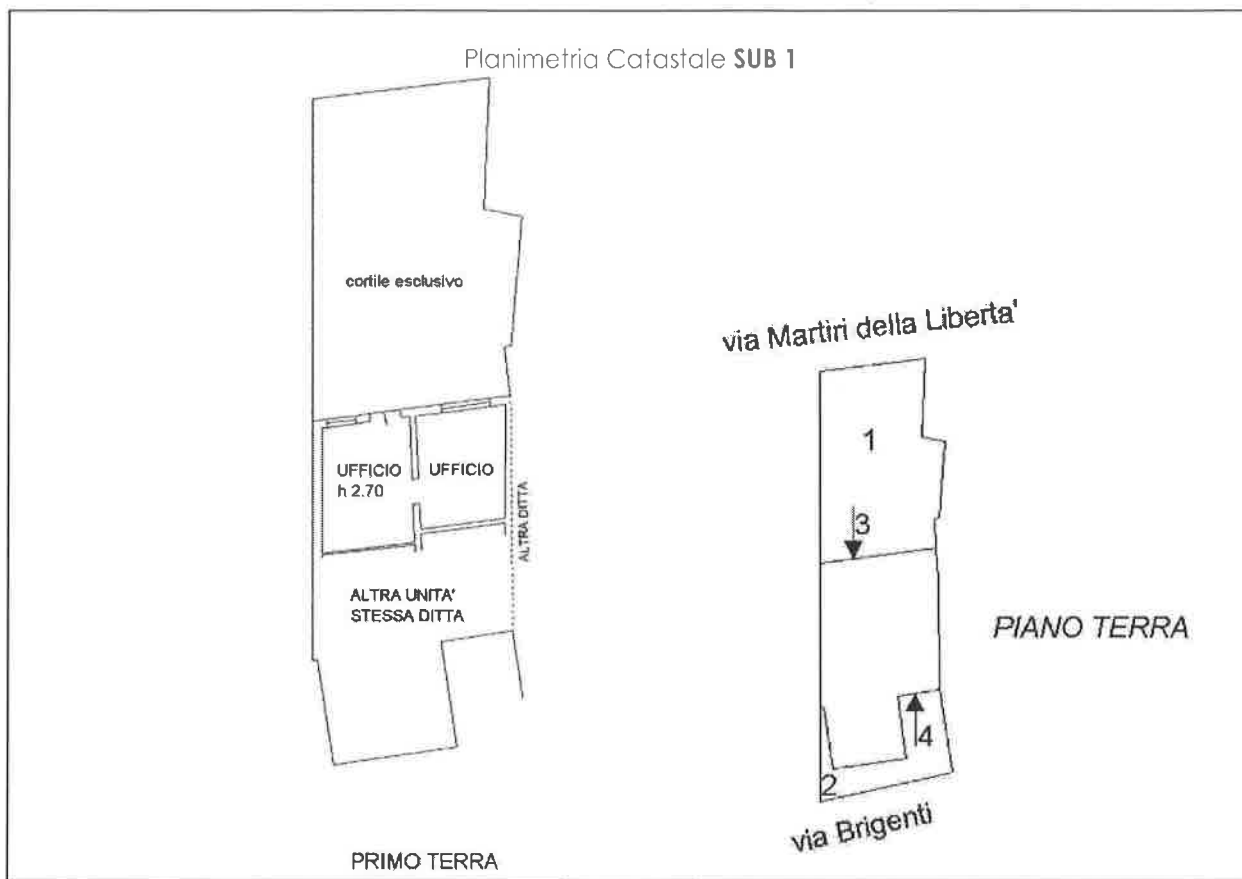 Planimetria Catastale SUB 1
cortile esclusivo
UFFICIO
h 2.70
UFFICIO
ALTRA DITTA
ALTRA UNITA'
STESSA DITTA
PRIMO TERRA
via Martiri della Liberta'
1
3
PIANO TERRA
4
2
via Brigenti